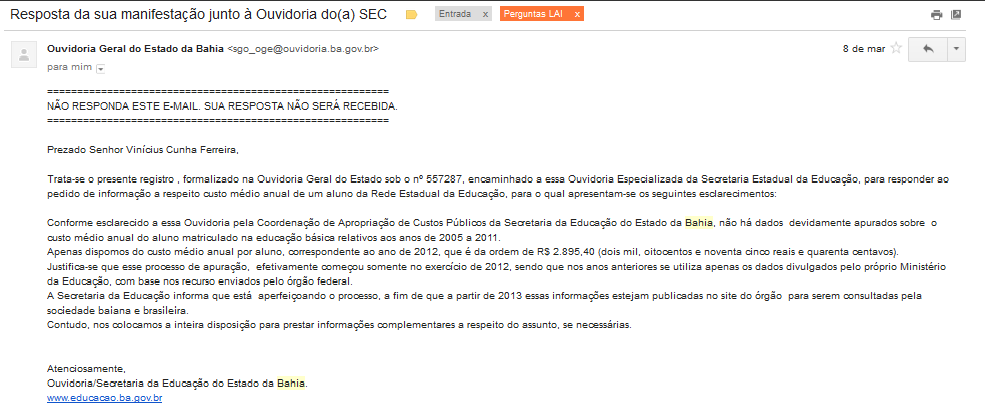 Resposta da sua manifestação junto à Ouvidoria do(a) SEC
Entrada x
Perguntas LAI x
Ouvidoria Geral do Estado da Bahia <sgo_oge@ouvidoria.ba.gov.br>
8 de mar
para mim
=========================================================
NÃO RESPONDA ESTE E-MAIL. SUA RESPOSTA NÃO SERÁ RECEBIDA.
=========================================================
Prezado Senhor Vinícius Cunha Ferreira,
Trata-se o presente registro , formalizado na Ouvidoria Geral do Estado sob o nº 557287, encaminhado a essa Ouvidoria Especializada da Secretaria Estadual da Educação, para responder ao
pedido de informação a respeito custo médio anual de um aluno da Rede Estadual da Educação, para o qual apresentam-se os seguintes esclarecimentos:
Conforme esclarecido a essa Ouvidoria pela Coordenação de Apropriação de Custos Públicos da Secretaria da Educação do Estado da Bahia, não há dados devidamente apurados sobre o
custo médio anual do aluno matriculado na educação básica relativos aos anos de 2005 a 2011.
Apenas dispomos do custo médio anual por aluno, correspondente ao ano de 2012, que é da ordem de R$ 2.895,40 (dois mil, oitocentos e noventa cinco reais e quarenta centavos).
Justifica-se que esse processo de apuração, efetivamente começou somente no exercício de 2012, sendo que nos anos anteriores se utiliza apenas os dados divulgados pelo próprio Ministério
da Educação, com base nos recurso enviados pelo órgão federal.
A Secretaria da Educação informa que está aperfeiçoando o processo, a fim de que a partir de 2013 essas informações estejam publicadas no site do órgão para serem consultadas pela
sociedade baiana e brasileira.
Contudo, nos colocamos a inteira disposição para prestar informações complementares a respeito do assunto, se necessárias.
Atenciosamente,
Ouvidoria/Secretaria da Educação do Estado da Bahia.
www.educacao.ba.gov.br